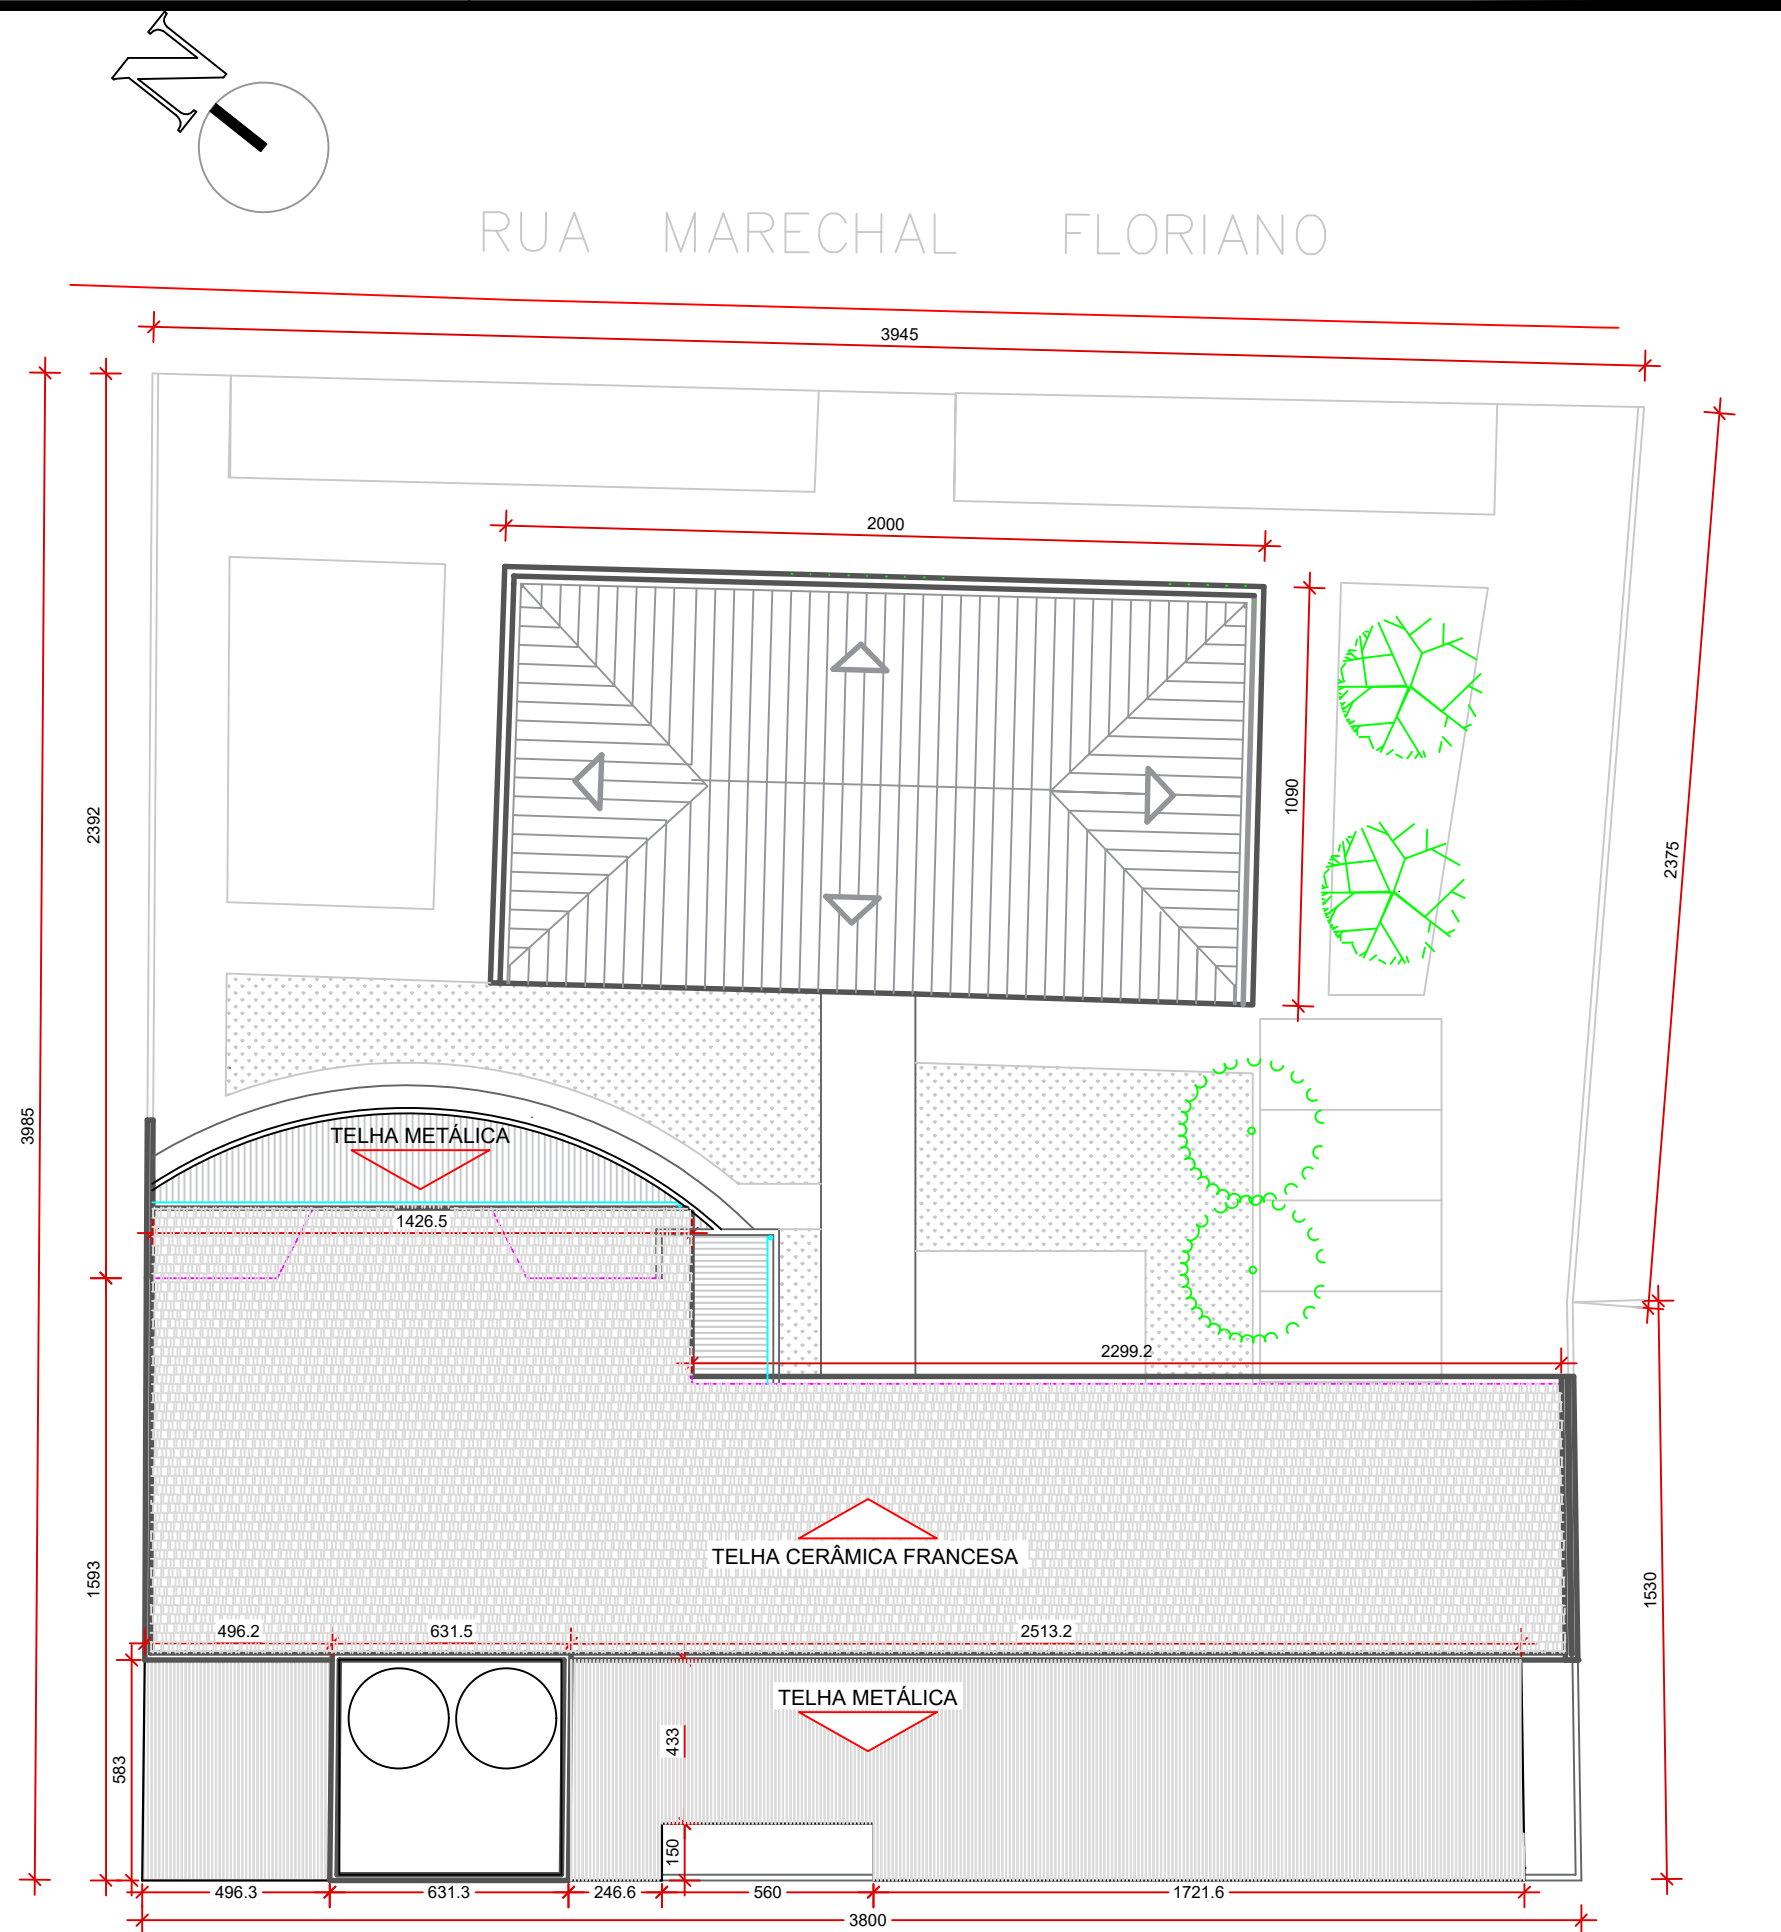 N
RUA MARECHAL FLORIANO
3945
2000
2392
1090
2375
3985
TELHA METÁLICA
1426.5
2299.2
TELHA CERÂMICA FRANCESA
1593
1530
496.2 631.5 2513.2
TELHA METÁLICA
433
583
150
496.3 631.3 246.6 560 1721.6
3800